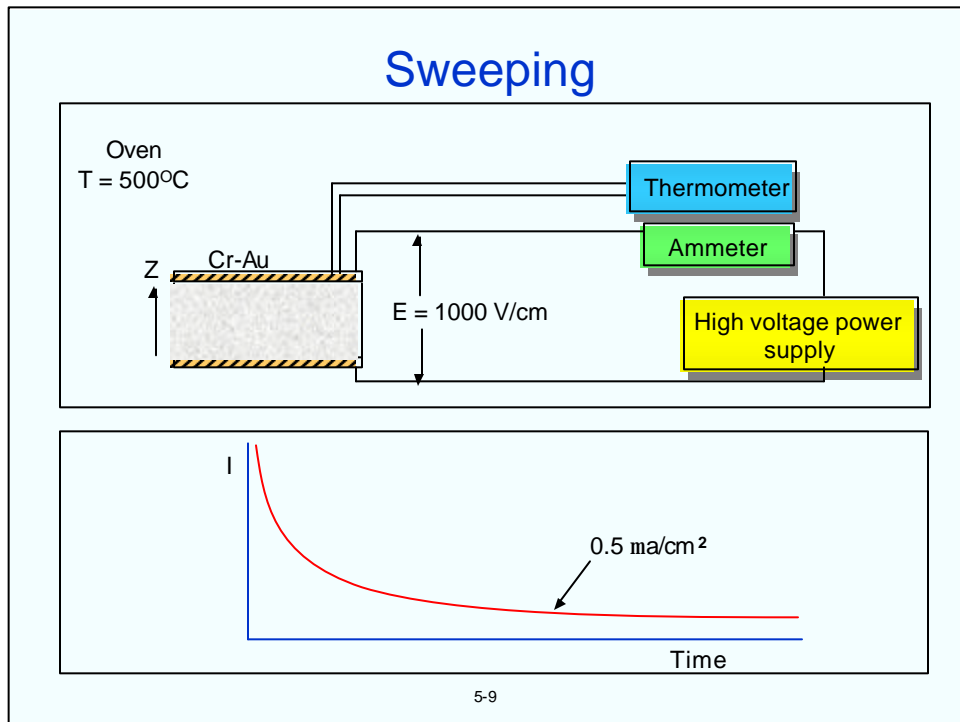 Sweeping
Oven
T = 500ᴼC
Thermometer
Ammeter
Cr-Au
Z
E = 1000 V/cm
High voltage power
supply
I
0.5 ma/cm²
Time
5-9